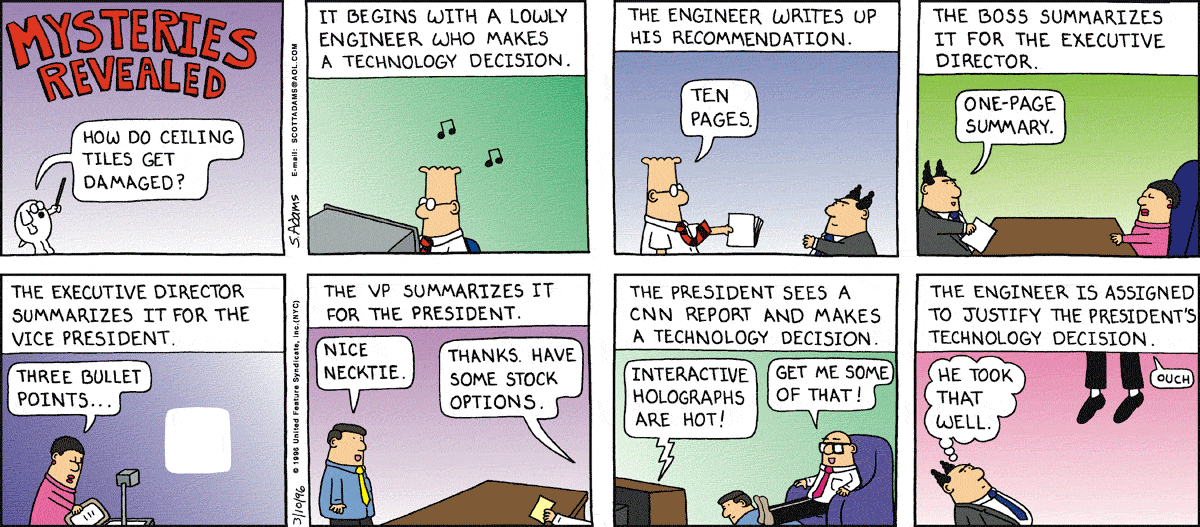 MYSTERIES
REVEALED
HOW DO CEILING
TILES GET
DAMAGED?
S.ADAMS E-mail: SCOTTADAMS@AOL.COM
IT BEGINS WITH A LOWLY
ENGINEER WHO MAKES
A TECHNOLOGY DECISION.
THE ENGINEER WRITES UP
HIS RECOMMENDATION.
TEN
PAGES.
THE BOSS SUMMARIZES
IT FOR THE EXECUTIVE
DIRECTOR.
ONE-PAGE
SUMMARY.
THE EXECUTIVE DIRECTOR
SUMMARIZES IT FOR THE
VICE PRESIDENT.
THREE BULLET
POINTS...
3/10/96 © 1996 United Feature Syndicate, Inc.(NYC)
THE VP SUMMARIZES IT
FOR THE PRESIDENT.
NICE
NECKTIE.
THANKS. HAVE
SOME STOCK
OPTIONS.
THE PRESIDENT SEES A
CNN REPORT AND MAKES
A TECHNOLOGY DECISION.
INTERACTIVE
HOLOGRAPHS
ARE HOT!
GET ME SOME
OF THAT!
THE ENGINEER IS ASSIGNED
TO JUSTIFY THE PRESIDENT'S
TECHNOLOGY DECISION.
OUCH
HE TOOK
THAT
WELL.